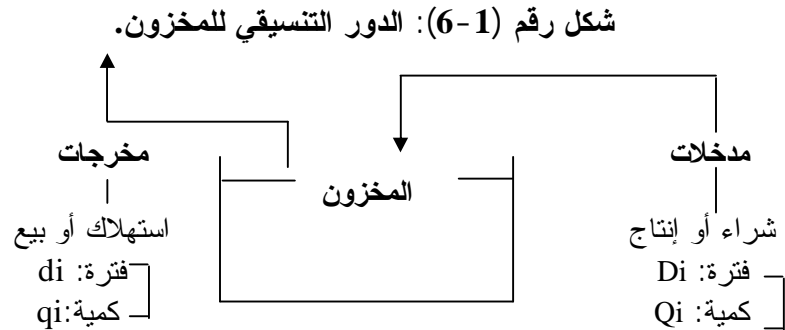 شكل رقم (1-6): الدور التنسيقي للمخزون.
مدخلات
شراء أو إنتاج
فترة: Di
كمية: Qi
المخزون
مخرجات
استهلاك أو بيع
فترة: di
كمية:qi